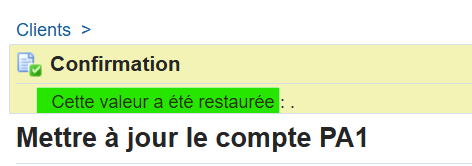 Clients >
Confirmation
Cette valeur a été restaurée : .
Mettre à jour le compte PA1